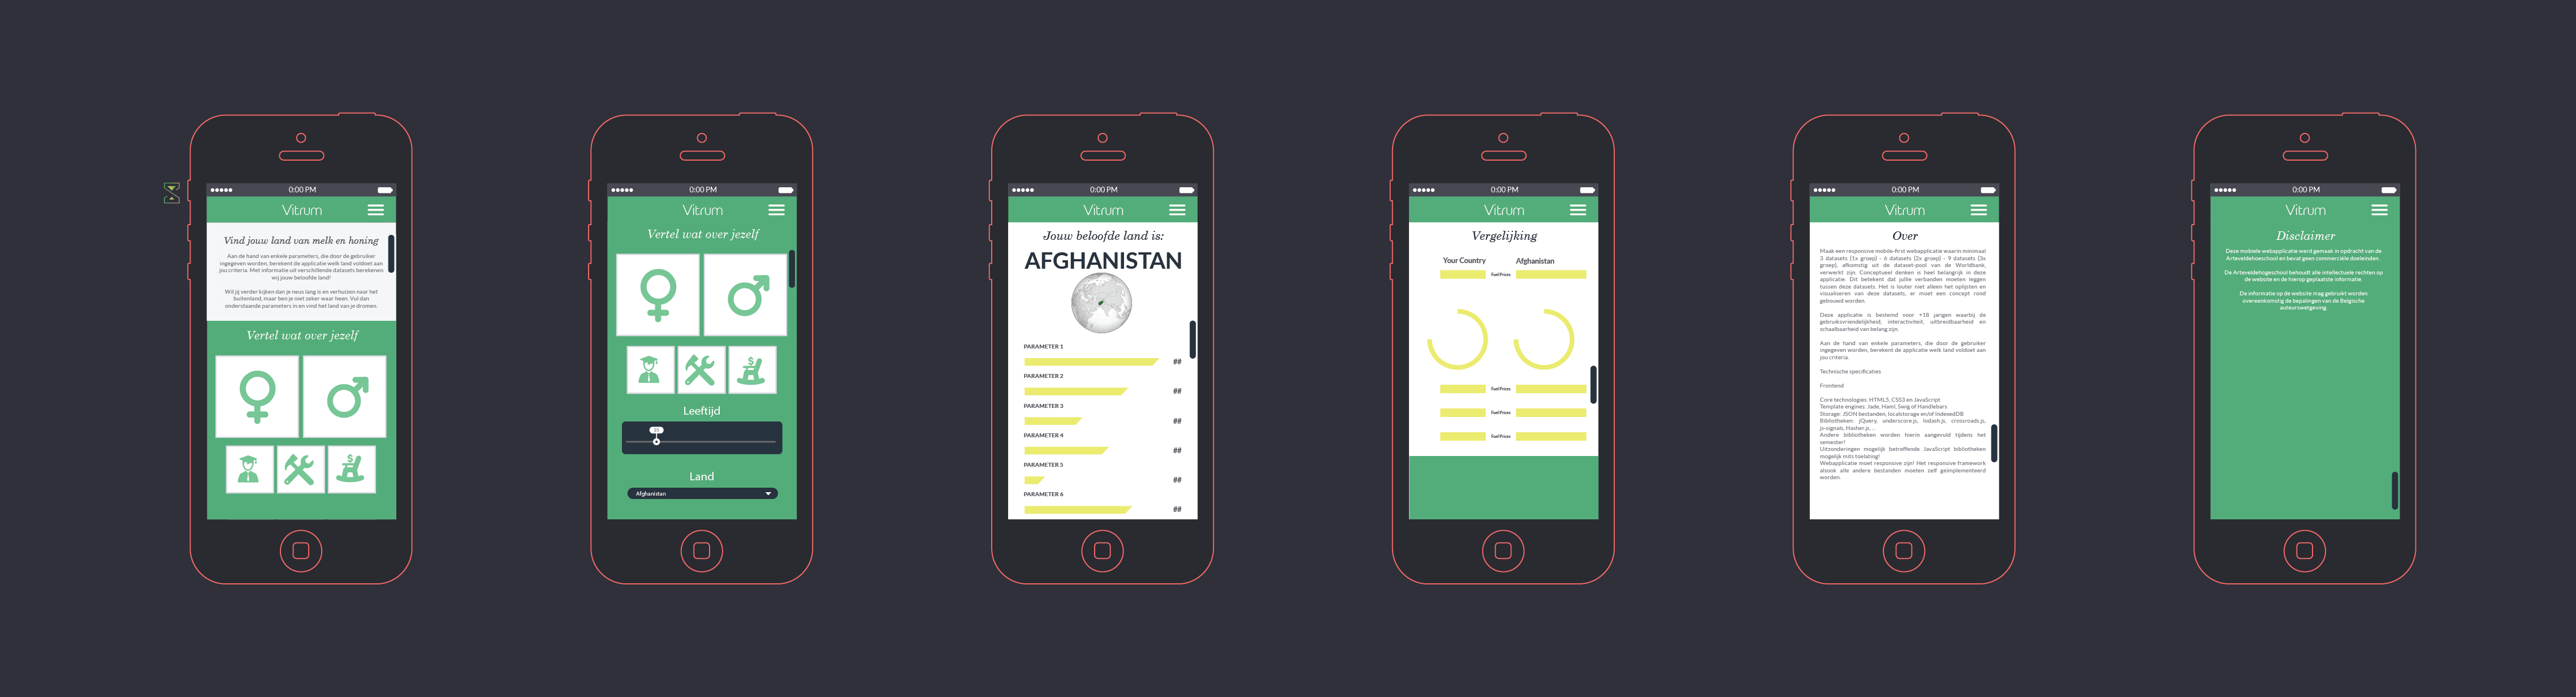 0:00 PM
Vitrum
Vind jouw land van melk en honing
Aan de hand van enkele parameters, die door de gebruiker
ingegeven worden, berekent de applicatie welk land voldoet aan
jou criteria. Met informatie uit verschillende datasets berekenen
wij jouw beloofde land!
Wil jij verder kijken dan je neus lang is en verhuizen naar het
buitenland, maar ben je niet zeker waar heen. Vul dan
onderstaande parameters in en vind het land van je dromen.
Vertel wat over jezelf
0:00 PM
Vitrum
Vertel wat over jezelf
Leeftijd
Land
Afghanistan
0:00 PM
Vitrum
Jouw beloofde land is:
AFGHANISTAN
PARAMETER 1
##
PARAMETER 2
##
PARAMETER 3
##
PARAMETER 4
##
PARAMETER 5
##
PARAMETER 6
##
0:00 PM
Vitrum
Vergelijking
Your Country Afghanistan
Fuel Prices
Fuel Prices
Fuel Prices
Fuel Prices
0:00 PM
Vitrum
Over
Maak een responsive mobile-first webapplicatie waarin minimaal
3 datasets (1x groep) - 6 datasets (2x groep) - 9 datasets (3x
groep), afkomstig uit de dataset-pool van de Worldbank,
verwerkt zijn. Conceptueel denken is heel belangrijk in deze
applicatie. Dit betekent dat jullie verbanden moeten leggen
tussen deze datasets. Het is louter niet alleen het oplijsten en
visualiseren van deze datasets, er moet een concept rond
gebouwd worden.
Deze applicatie is bestemd voor +18 jarigen waarbij de
gebruiksvriendelijkheid, interactiviteit, uitbreidbaarheid en
schaalbaarheid van belang zijn.
Aan de hand van enkele parameters, die door de gebruiker
ingegeven worden, berekent de applicatie welk land voldoet aan
jou criteria.
Technische specificaties
Frontend
Core technologies: HTML5, CSS3 en JavaScript
Template engines: Jade, Haml, Swig of Handlebars
Storage: JSON bestanden, localstorage en/of IndexedDB
Bibliotheken: jQuery, underscore.js, lodash.js, crossroads.js,
js-signals, Hasher.js, ...
Andere bibliotheken worden hierin aangevuld tijdens het
semester!
Uitzonderingen mogelijk betreffende JavaScript bibliotheken
mogelijk mits toelating!
Webapplicatie moet responsive zijn! Het responsive framework
alsook alle andere bestanden moeten zelf geïmplementeerd
worden.
0:00 PM
Vitrum
Disclaimer
Deze mobiele webapplicatie werd gemaak in opdracht van de
Arteveldehoeschool en bevat geen commerciële doeleinden.
De Arteveldehogeschool behoudt alle intellectuele rechten op
de website en de hierop geplaatste informatie.
De informatie op de website mag gebruikt worden
overeenkomstig de bepalingen van de Belgische
auteurswetgeving.